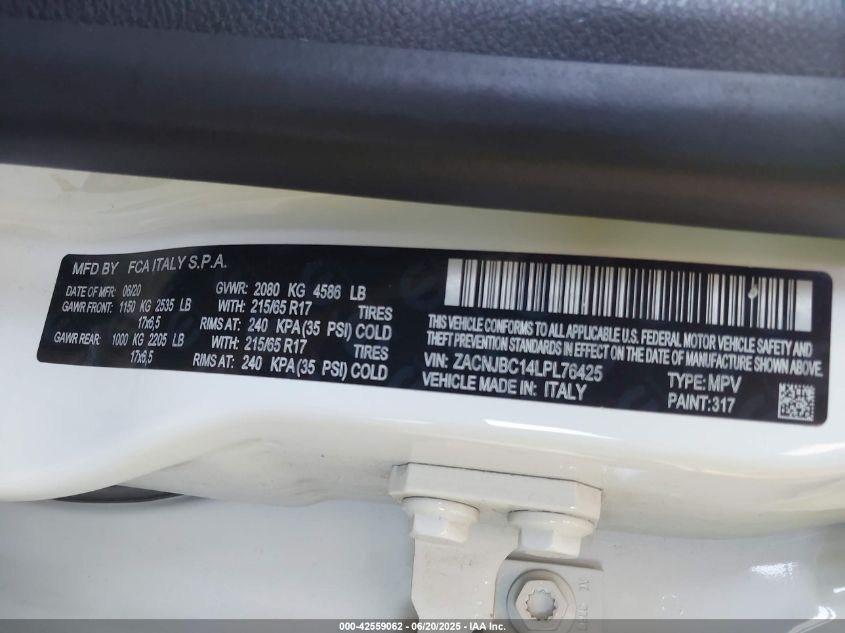 MFD BY FCA ITALY S.P.A.
DATE OF MFR 06/20 GVWR: 2080 KG 4586 LB
GAWR FRONT: 1150 KG 2535 LB WITH: 215/65 R17 TIRES
17x6,5 RIMS AT: 240 KPA(35 PSI) COLD
GAWR REAR: 1000 KG 2205 LB WITH: 215/65 R17 TIRES
17x6,5 RIMS AT: 240 KPA(35 PSI) COLD
THIS VEHICLE CONFORMS TO ALL APPLICABLE U.S. FEDERAL MOTOR VEHICLE SAFETY AND
THEFT PREVENTION STANDARDS IN EFFECT ON THE DATE OF MANUFACTURE SHOWN ABOVE.
VIN: ZACNJBC14LPL76425 TYPE: MPV
VEHICLE MADE IN: ITALY PAINT:317
000-42559062 - 06/20/2025 - IAA Inc.